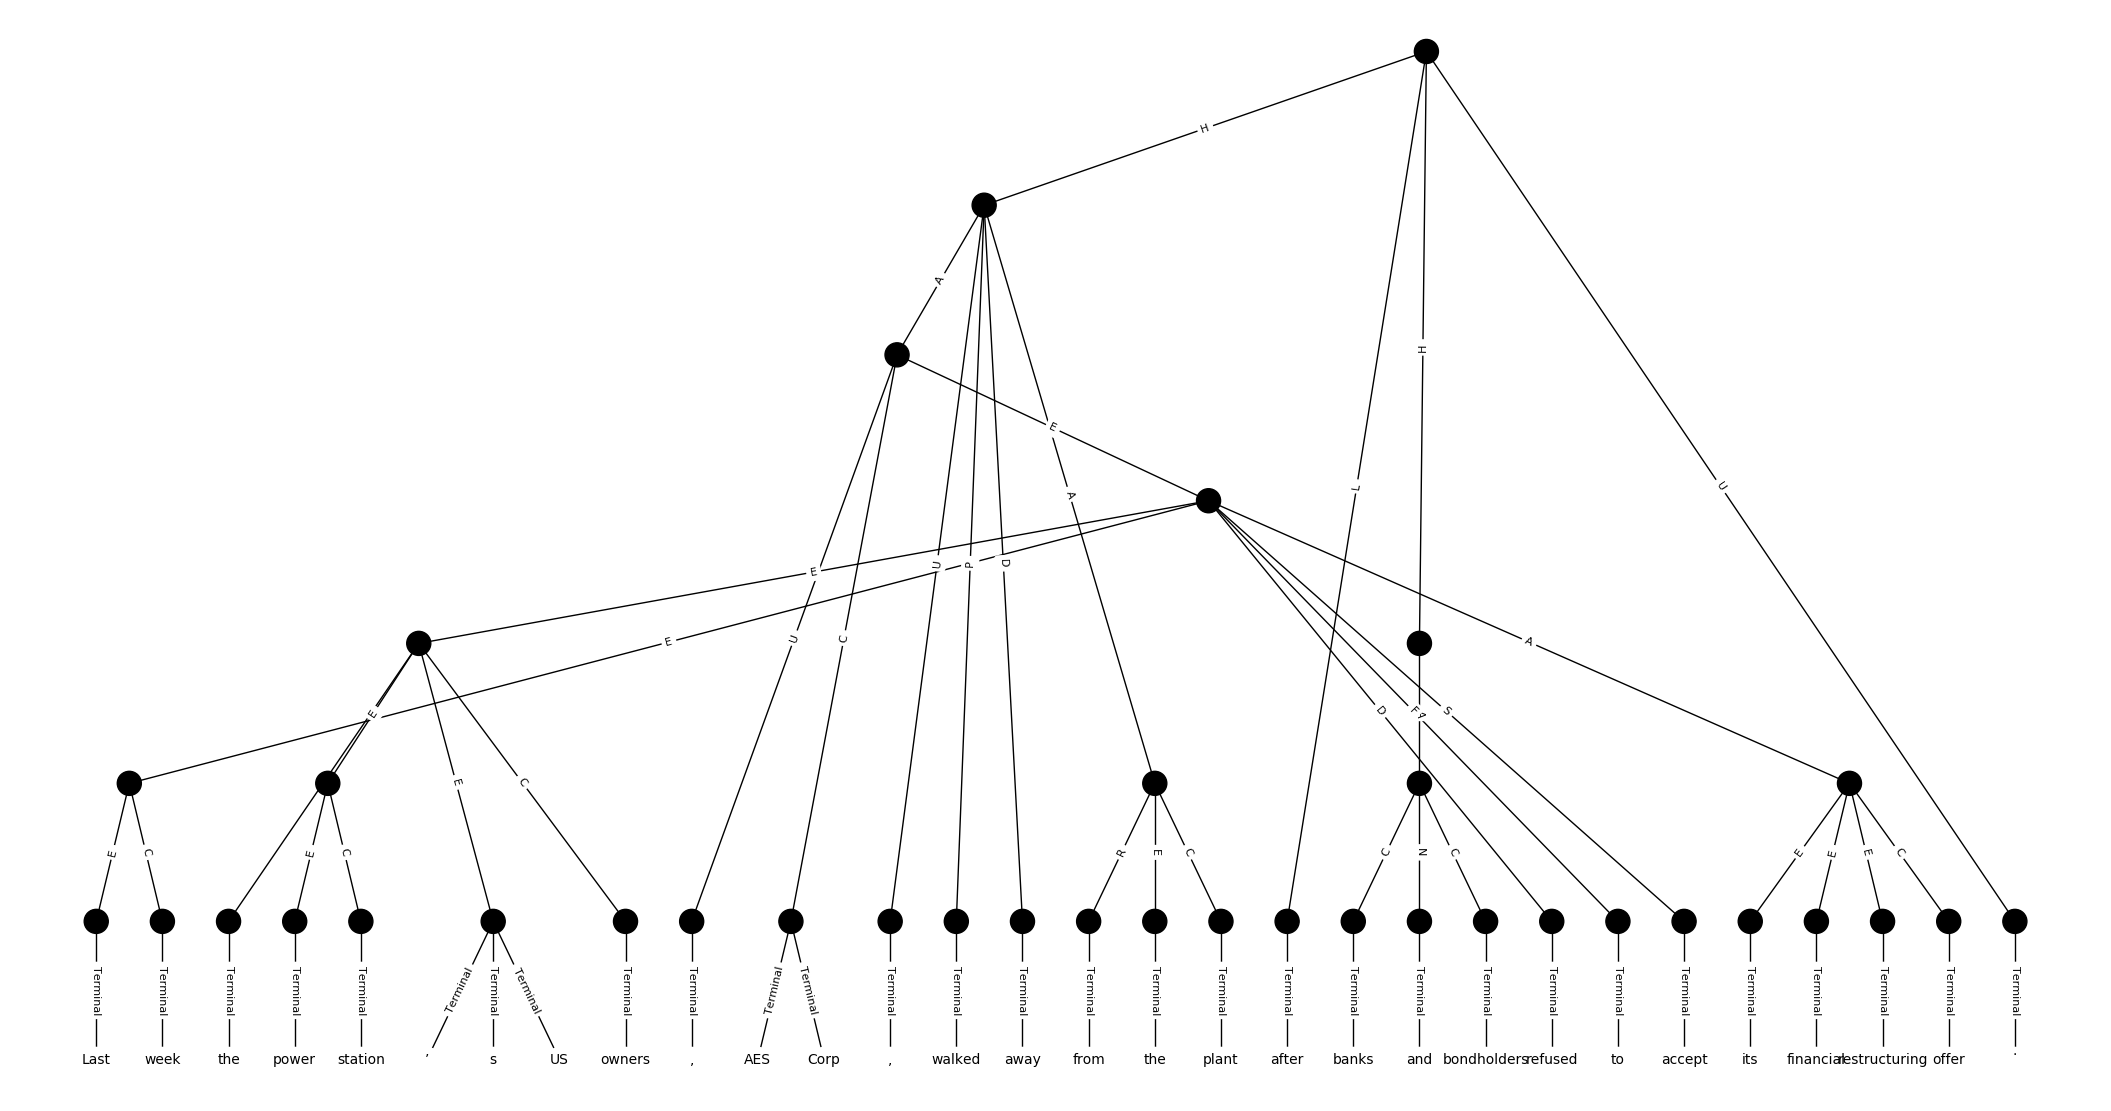 H
A
H
E
L
U
A
E
U
P
D
E
U
C
A
E
E
C
D
F
A
S
E
C
E
C
R
E
C
C
N
C
E
E
E
C
Terminal Terminal Terminal Terminal Terminal Terminal Terminal Terminal Terminal Terminal Terminal Terminal Terminal Terminal Terminal Terminal Terminal Terminal Terminal Terminal Terminal Terminal Terminal Terminal Terminal Terminal Terminal Terminal Terminal Terminal
Last week the power station ’ s US owners , AES Corp , walked away from the plant after banks and bondholders refused to accept its financial restructuring offer .